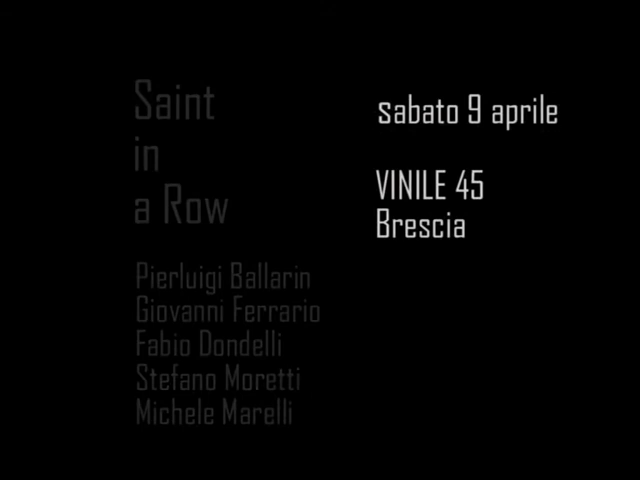 Saint
in
a Row
Pierluigi Ballarin
Giovanni Ferrario
Fabio Dondelli
Stefano Moretti
Michele Marelli
sabato 9 aprile
VINILE 45
Brescia